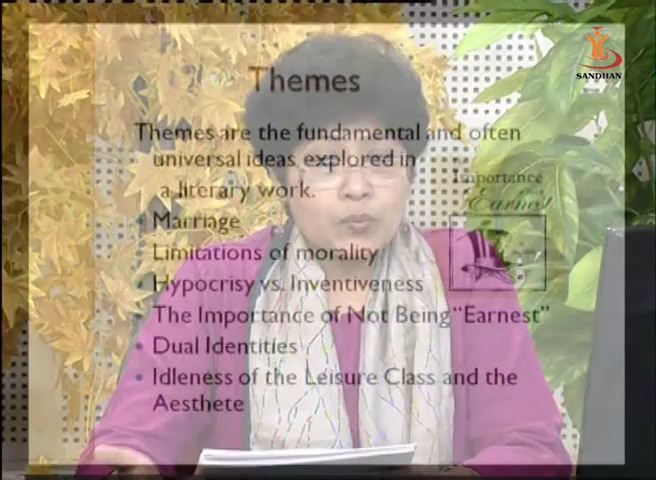 SANDHAN
Themes
Themes are the fundamental and often
universal ideas explored in
a literary work.
Importance
Earnest
• Marriage
Limitations of morality
• Hypocrisy vs. Inventiveness
• The Importance of Not Being "Earnest"
• Dual Identities
• Idleness of the Leisure Class and the
Aesthete